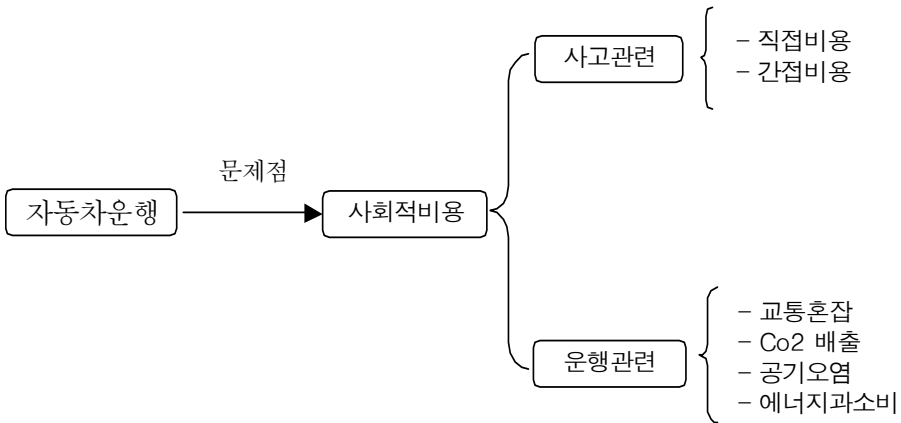 자동차운행
문제점
사회적비용
사고관련
- 직접비용
- 간접비용
운행관련
- 교통혼잡
- Co2 배출
- 공기오염
- 에너지과소비